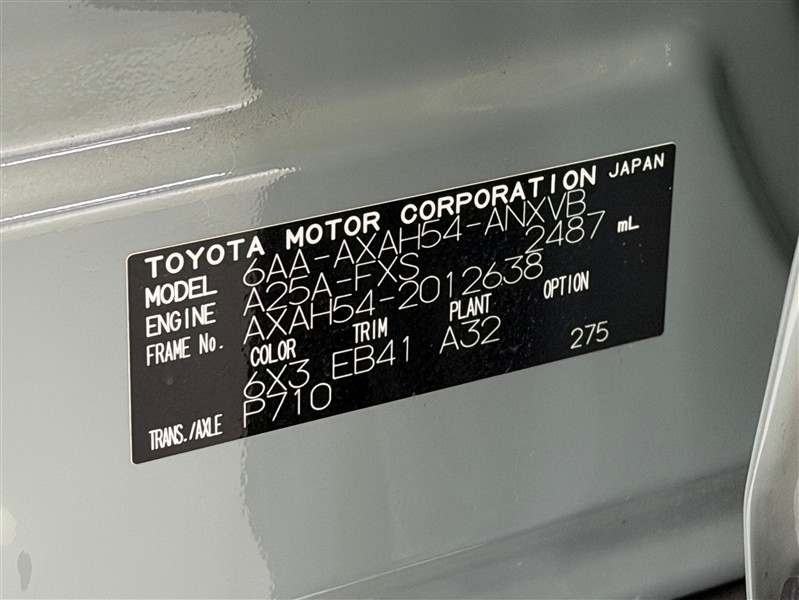 TOYOTA MOTOR CORPORATION JAPAN
MODEL 6AA-AXAH54-ANXVB
ENGINE A25A-FXS 2487 mL
FRAME No. AXAH54-2012638
COLOR TRIM PLANT OPTION
6X3 EB41 A32 275
TRANS./AXLE P710